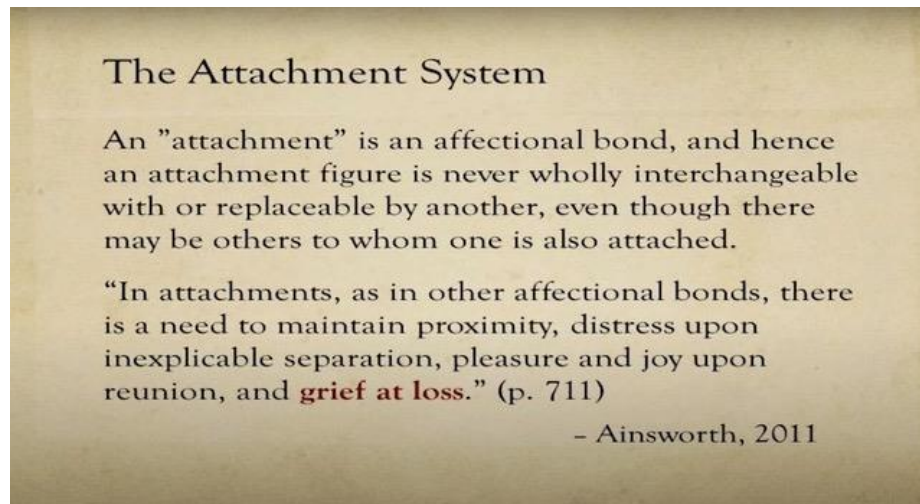 The Attachment System
An ”attachment” is an affectional bond, and hence
an attachment figure is never wholly interchangeable
with or replaceable by another, even though there
may be others to whom one is also attached.
“In attachments, as in other affectional bonds, there
is a need to maintain proximity, distress upon
inexplicable separation, pleasure and joy upon
reunion, and grief at loss.” (p. 711)
– Ainsworth, 2011